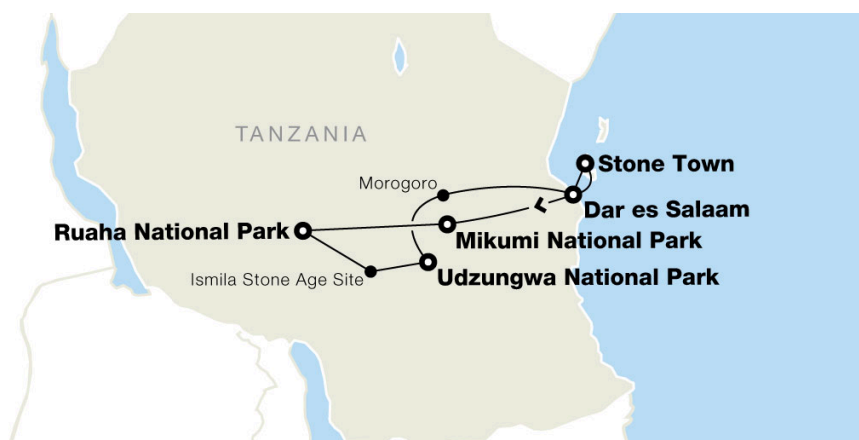 TANZANIA
Stone Town
Morogoro
Dar es Salaam
Ruaha National Park
Mikumi National Park
Ismila Stone Age Site
Udzungwa National Park